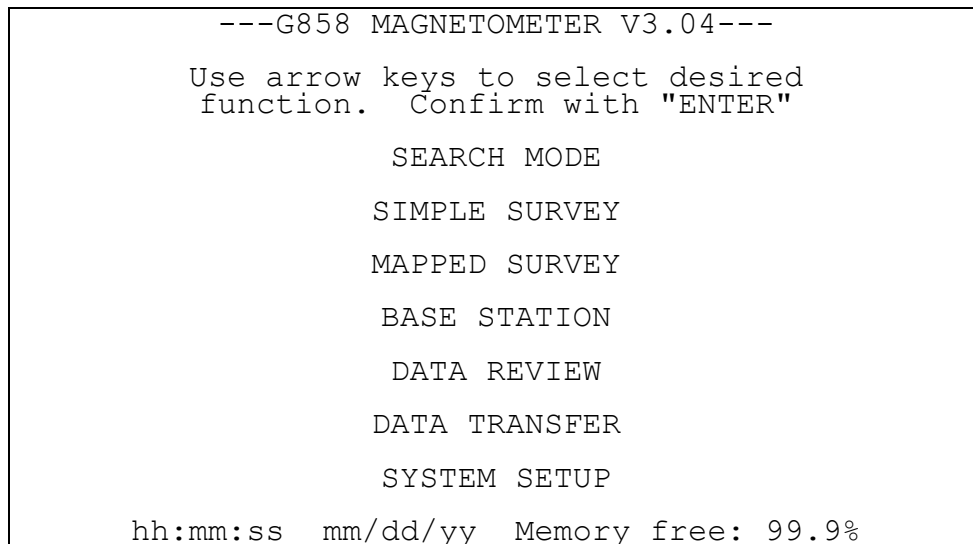 ---G858 MAGNETOMETER V3.04---
Use arrow keys to select desired
function.  Confirm with "ENTER"
SEARCH MODE
SIMPLE SURVEY
MAPPED SURVEY
BASE STATION
DATA REVIEW
DATA TRANSFER
SYSTEM SETUP
hh:mm:ss  mm/dd/yy  Memory free: 99.9%